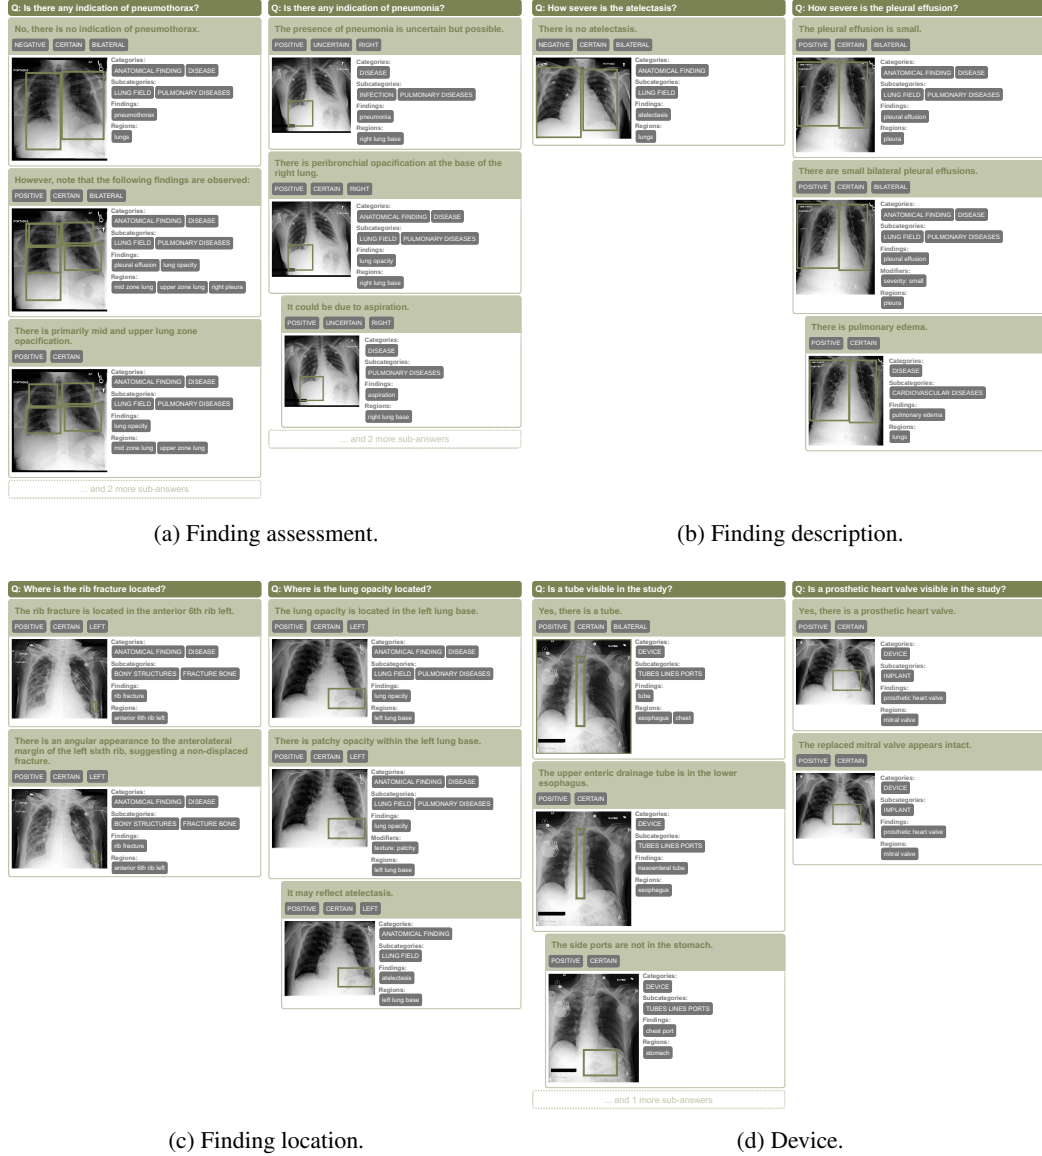 Q: Is there any indication of pneumothorax?
No, there is no indication of pneumothorax.
NEGATIVE CERTAIN BILATERAL
Categories:
ANATOMICAL FINDING DISEASE
Subcategories:
LUNG FIELD PULMONARY DISEASES
Findings:
pneumothorax
Regions:
lungs
However, note that the following findings are observed:
POSITIVE CERTAIN BILATERAL
Categories:
ANATOMICAL FINDING DISEASE
Subcategories:
LUNG FIELD PULMONARY DISEASES
Findings:
pleural effusion lung opacity
Regions:
mid zone lung upper zone lung right pleura
There is primarily mid and upper lung zone
opacification.
POSITIVE CERTAIN
Categories:
ANATOMICAL FINDING DISEASE
Subcategories:
LUNG FIELD PULMONARY DISEASES
Findings:
lung opacity
Regions:
mid zone lung upper zone lung
... and 2 more sub-answers
Q: Is there any indication of pneumonia?
The presence of pneumonia is uncertain but possible.
POSITIVE UNCERTAIN RIGHT
Categories:
DISEASE
Subcategories:
INFECTION PULMONARY DISEASES
Findings:
pneumonia
Regions:
right lung base
There is peribronchial opacification at the base of the
right lung.
POSITIVE CERTAIN RIGHT
Categories:
ANATOMICAL FINDING DISEASE
Subcategories:
LUNG FIELD PULMONARY DISEASES
Findings:
lung opacity
Regions:
right lung base
It could be due to aspiration.
POSITIVE UNCERTAIN RIGHT
Categories:
DISEASE
Subcategories:
PULMONARY DISEASES
Findings:
aspiration
Regions:
right lung base
... and 2 more sub-answers
(a) Finding assessment.
Q: How severe is the atelectasis?
There is no atelectasis.
NEGATIVE CERTAIN BILATERAL
Categories:
ANATOMICAL FINDING
Subcategories:
LUNG FIELD
Findings:
atelectasis
Regions:
lungs
Q: How severe is the pleural effusion?
The pleural effusion is small.
POSITIVE CERTAIN BILATERAL
Categories:
ANATOMICAL FINDING DISEASE
Subcategories:
LUNG FIELD PULMONARY DISEASES
Findings:
pleural effusion
Regions:
pleura
There are small bilateral pleural effusions.
POSITIVE CERTAIN BILATERAL
Categories:
ANATOMICAL FINDING DISEASE
Subcategories:
LUNG FIELD PULMONARY DISEASES
Findings:
pleural effusion
Modifiers:
severity: small
Regions:
pleura
There is pulmonary edema.
POSITIVE CERTAIN
Categories:
DISEASE
Subcategories:
CARDIOVASCULAR DISEASES
Findings:
pulmonary edema
Regions:
lungs
(b) Finding description.
Q: Where is the rib fracture located?
The rib fracture is located in the anterior 6th rib left.
POSITIVE CERTAIN LEFT
Categories:
ANATOMICAL FINDING DISEASE
Subcategories:
BONY STRUCTURES FRACTURE BONE
Findings:
rib fracture
Regions:
anterior 6th rib left
There is an angular appearance to the anterolateral
margin of the left sixth rib, suggesting a non-displaced
fracture.
POSITIVE CERTAIN LEFT
Categories:
ANATOMICAL FINDING DISEASE
Subcategories:
BONY STRUCTURES FRACTURE BONE
Findings:
rib fracture
Regions:
anterior 6th rib left
Q: Where is the lung opacity located?
The lung opacity is located in the left lung base.
POSITIVE CERTAIN LEFT
Categories:
ANATOMICAL FINDING DISEASE
Subcategories:
LUNG FIELD PULMONARY DISEASES
Findings:
lung opacity
Regions:
left lung base
There is patchy opacity within the left lung base.
POSITIVE CERTAIN LEFT
Categories:
ANATOMICAL FINDING DISEASE
Subcategories:
LUNG FIELD PULMONARY DISEASES
Findings:
lung opacity
Modifiers:
texture: patchy
Regions:
left lung base
It may reflect atelectasis.
POSITIVE CERTAIN LEFT
Categories:
ANATOMICAL FINDING
Subcategories:
LUNG FIELD
Findings:
atelectasis
Regions:
left lung base
(c) Finding location.
Q: Is a tube visible in the study?
Yes, there is a tube.
POSITIVE CERTAIN BILATERAL
Categories:
DEVICE
Subcategories:
TUBES LINES PORTS
Findings:
tube
Regions:
esophagus chest
The upper enteric drainage tube is in the lower
esophagus.
POSITIVE CERTAIN
Categories:
DEVICE
Subcategories:
TUBES LINES PORTS
Findings:
nasoenteral tube
Regions:
esophagus
The side ports are not in the stomach.
POSITIVE CERTAIN
Categories:
DEVICE
Subcategories:
TUBES LINES PORTS
Findings:
chest port
Regions:
stomach
... and 1 more sub-answers
Q: Is a prosthetic heart valve visible in the study?
Yes, there is a prosthetic heart valve.
POSITIVE CERTAIN
Categories:
DEVICE
Subcategories:
IMPLANT
Findings:
prosthetic heart valve
Regions:
mitral valve
The replaced mitral valve appears intact.
POSITIVE CERTAIN
Categories:
DEVICE
Subcategories:
IMPLANT
Findings:
prosthetic heart valve
Regions:
mitral valve
(d) Device.